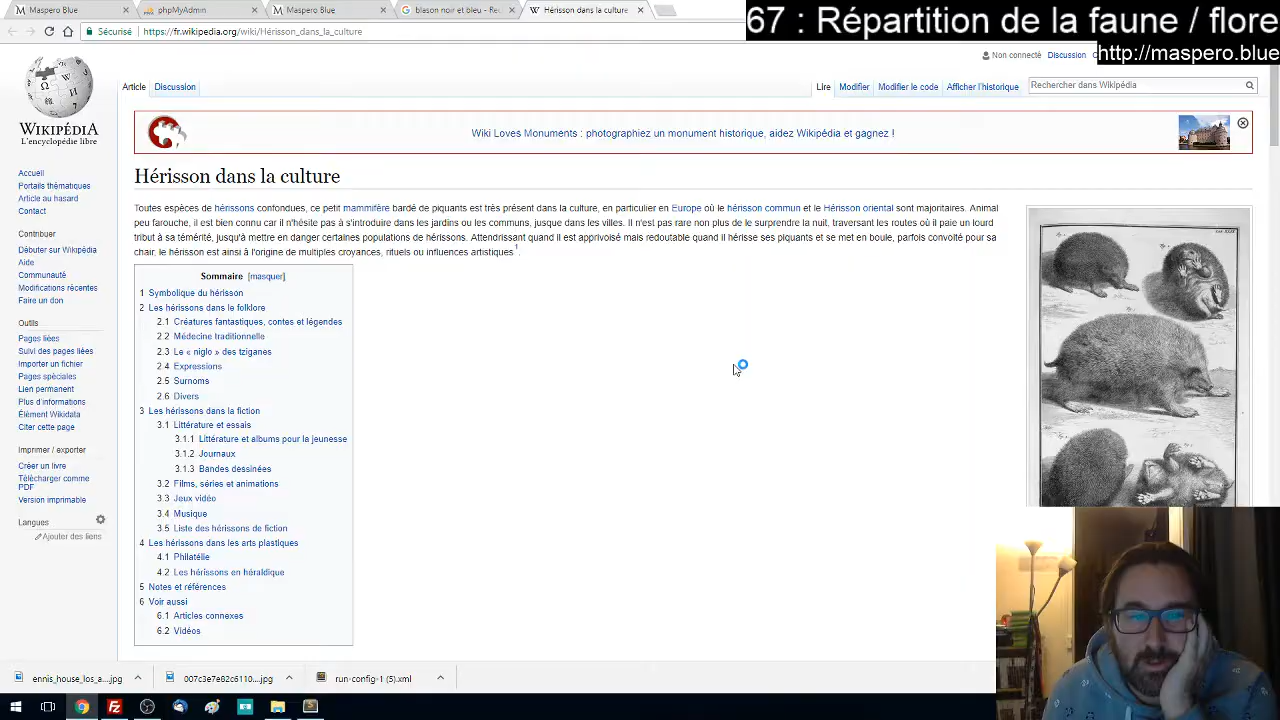 Maspero Blue
phpMyAdmin
Maspero Blue
blason noir et bleu - Rec
Hérisson dans la culture
67 : Répartition de la faune / flore
Sécurisé
https://fr.wikipedia.org/wiki/Hérisson_dans_la_culture
http://maspero.blue
Non connecté Discussion
Article Discussion
Lire Modifier Modifier le code Afficher l'historique
Rechercher dans Wikipédia
WIKIPÉDIA
L'encyclopédie libre
Wiki Loves Monuments : photographiez un monument historique, aidez Wikipédia et gagnez !
Accueil
Portails thématiques
Article au hasard
Contact
Contribuer
Débuter sur Wikipédia
Aide
Communauté
Modifications récentes
Faire un don
Outils
Pages liées
Suivi des pages liées
Importer un fichier
Pages spéciales
Lien permanent
Plus d'informations
Élément Wikidata
Citer cette page
Imprimer / exporter
Créer un livre
Télécharger comme
PDF
Version imprimable
Langues
Ajouter des liens
Hérisson dans la culture
Toutes espèces de hérissons confondues, ce petit mammifère bardé de piquants est très présent dans la culture, en particulier en Europe où le hérisson commun et le Hérisson oriental sont majoritaires. Animal
peu farouche, il est bien connu car il n'hésite pas à s'introduire dans les jardins ou les communs, jusque dans les villes. Il n'est pas rare non plus de le surprendre la nuit, traversant les routes où il paie un lourd
tribut à sa témérité, jusqu'à mettre en danger certaines populations de hérissons. Attendrissant quand il est apprivoisé mais redoutable quand il hérisse ses piquants et se met en boule, parfois convoité pour sa
chair, le hérisson est ainsi à l'origine de multiples croyances, rituels ou influences artistiques1.
Sommaire [masquer]
1 Symbolique du hérisson
2 Les hérissons dans le folklore
2.1 Créatures fantastiques, contes et légendes
2.2 Médecine traditionnelle
2.3 Le « niglo » des tziganes
2.4 Expressions
2.5 Surnoms
2.6 Divers
3 Les hérissons dans la fiction
3.1 Littérature et essais
3.1.1 Littérature et albums pour la jeunesse
3.1.2 Journaux
3.1.3 Bandes dessinées
3.2 Films, séries et animations
3.3 Jeux vidéo
3.4 Musique
3.5 Liste des hérissons de fiction
4 Les hérissons dans les arts plastiques
4.1 Philatélie
4.2 Les hérissons en héraldique
5 Notes et références
6 Voir aussi
6.1 Articles connexes
6.2 Vidéos
ennis_house_los_a....jpg
007c3e7e82c6110....jpg
run-config-1 (5).xml